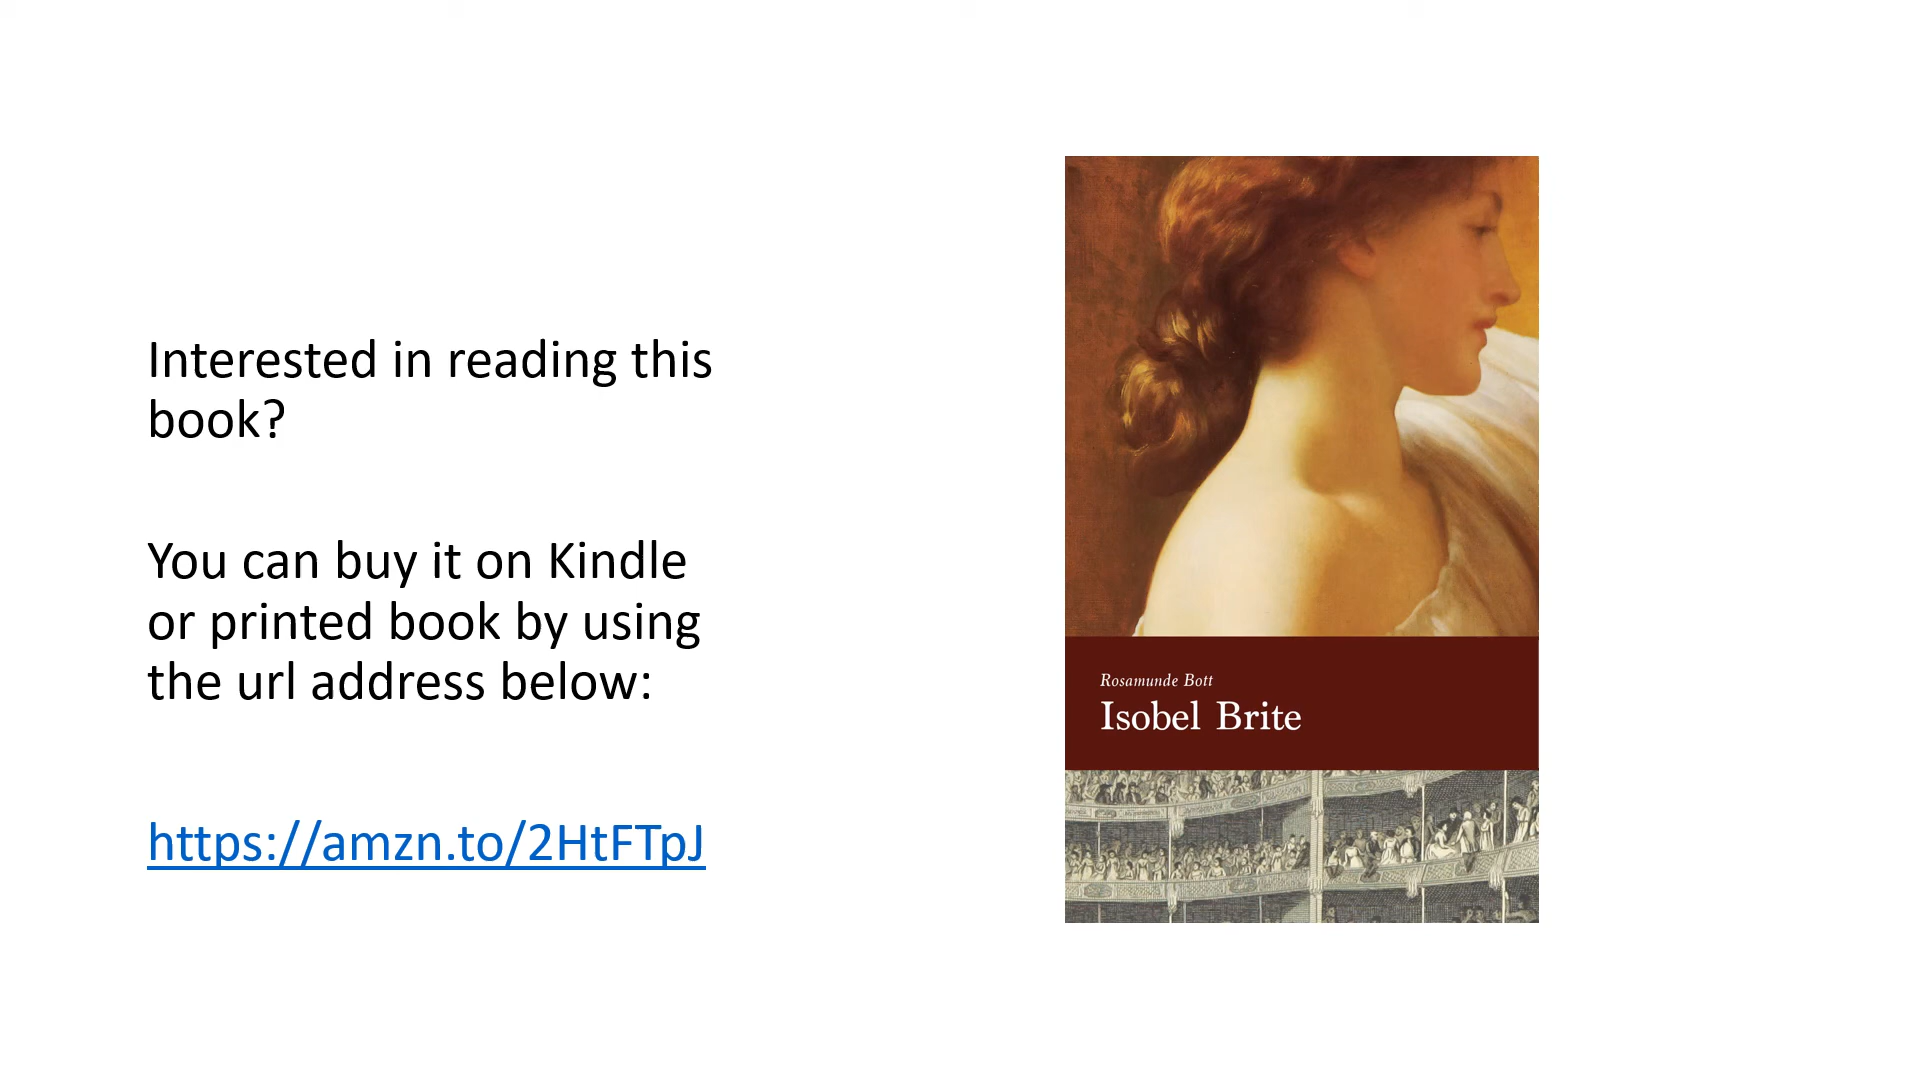 Interested in reading this
book?
You can buy it on Kindle
or printed book by using
the url address below:
https://amzn.to/2HtFTpJ
Rosamunde Bott
Isobel Brite